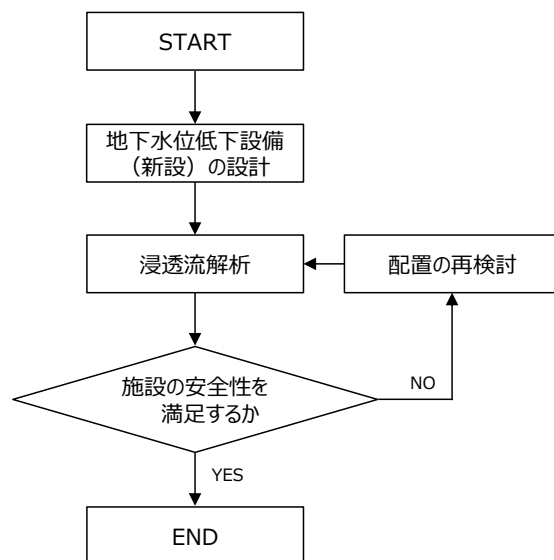 START
地下水位低下設備
（新設）の設計
浸透流解析
配置の再検討
施設の安全性を
満足するか
NO
YES
END